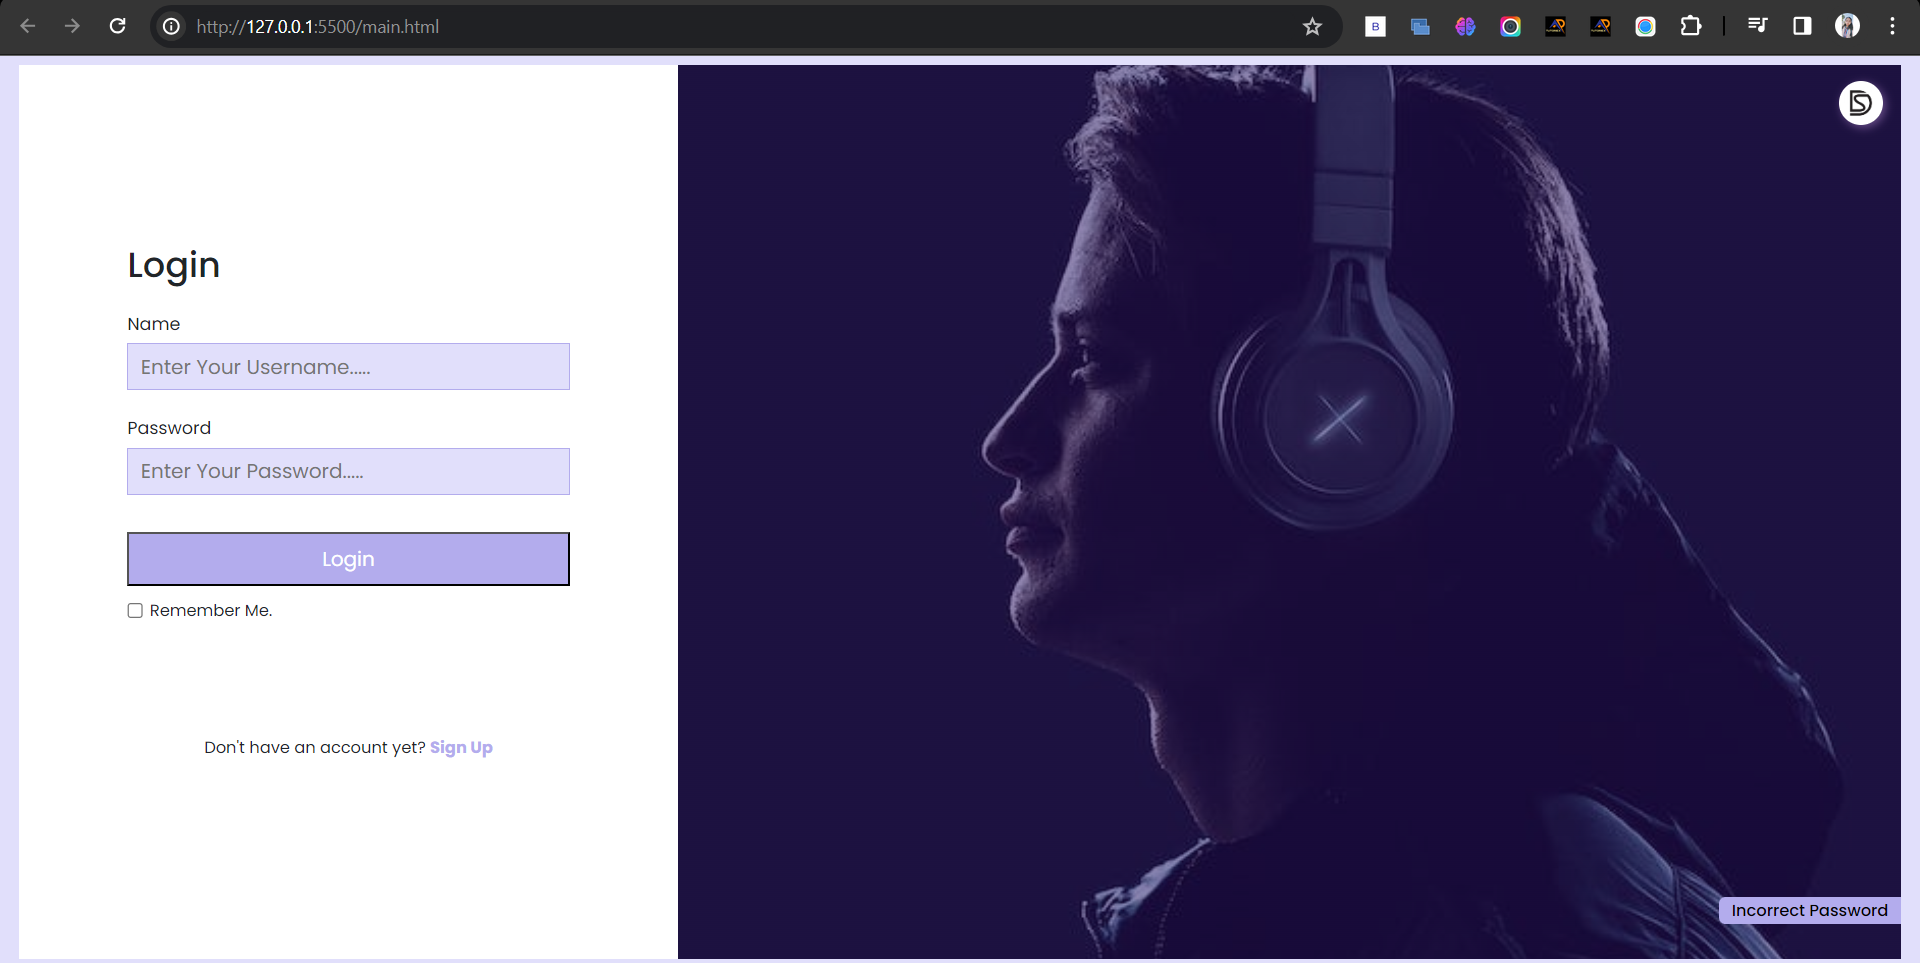 http://127.0.0.1:5500/main.html
B
Login
Name
Enter Your Username.....
Password
Enter Your Password.....
Login
Remember Me.
Don't have an account yet? Sign Up
Incorrect Password